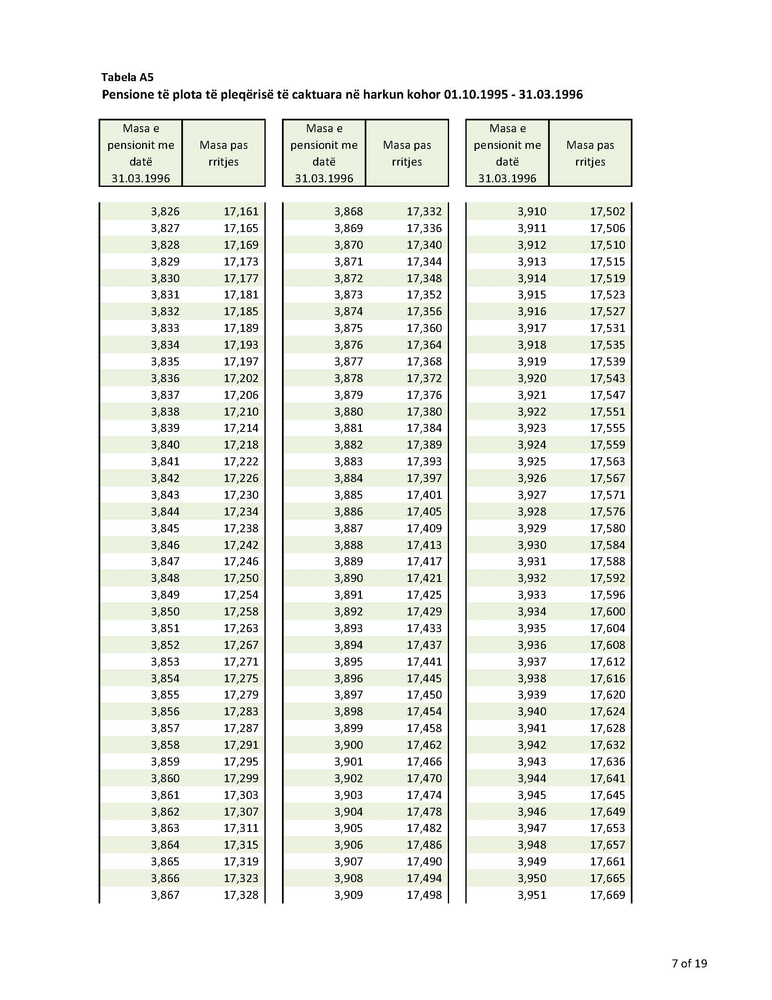 Tabela A5
Pensione të plota të pleqërisë të caktuara në harkun kohor 01.10.1995 - 31.03.1996
Masa e pensionit me datë 31.03.1996 Masa pas rritjes Masa e pensionit me datë 31.03.1996 Masa pas rritjes Masa e pensionit me datë 31.03.1996 Masa pas rritjes
3,826 17,161 3,868 17,332 3,910 17,502
3,827 17,165 3,869 17,336 3,911 17,506
3,828 17,169 3,870 17,340 3,912 17,510
3,829 17,173 3,871 17,344 3,913 17,515
3,830 17,177 3,872 17,348 3,914 17,519
3,831 17,181 3,873 17,352 3,915 17,523
3,832 17,185 3,874 17,356 3,916 17,527
3,833 17,189 3,875 17,360 3,917 17,531
3,834 17,193 3,876 17,364 3,918 17,535
3,835 17,197 3,877 17,368 3,919 17,539
3,836 17,202 3,878 17,372 3,920 17,543
3,837 17,206 3,879 17,376 3,921 17,547
3,838 17,210 3,880 17,380 3,922 17,551
3,839 17,214 3,881 17,384 3,923 17,555
3,840 17,218 3,882 17,389 3,924 17,559
3,841 17,222 3,883 17,393 3,925 17,563
3,842 17,226 3,884 17,397 3,926 17,567
3,843 17,230 3,885 17,401 3,927 17,571
3,844 17,234 3,886 17,405 3,928 17,576
3,845 17,238 3,887 17,409 3,929 17,580
3,846 17,242 3,888 17,413 3,930 17,584
3,847 17,246 3,889 17,417 3,931 17,588
3,848 17,250 3,890 17,421 3,932 17,592
3,849 17,254 3,891 17,425 3,933 17,596
3,850 17,258 3,892 17,429 3,934 17,600
3,851 17,263 3,893 17,433 3,935 17,604
3,852 17,267 3,894 17,437 3,936 17,608
3,853 17,271 3,895 17,441 3,937 17,612
3,854 17,275 3,896 17,445 3,938 17,616
3,855 17,279 3,897 17,450 3,939 17,620
3,856 17,283 3,898 17,454 3,940 17,624
3,857 17,287 3,899 17,458 3,941 17,628
3,858 17,291 3,900 17,462 3,942 17,632
3,859 17,295 3,901 17,466 3,943 17,636
3,860 17,299 3,902 17,470 3,944 17,641
3,861 17,303 3,903 17,474 3,945 17,645
3,862 17,307 3,904 17,478 3,946 17,649
3,863 17,311 3,905 17,482 3,947 17,653
3,864 17,315 3,906 17,486 3,948 17,657
3,865 17,319 3,907 17,490 3,949 17,661
3,866 17,323 3,908 17,494 3,950 17,665
3,867 17,328 3,909 17,498 3,951 17,669
7 of 19